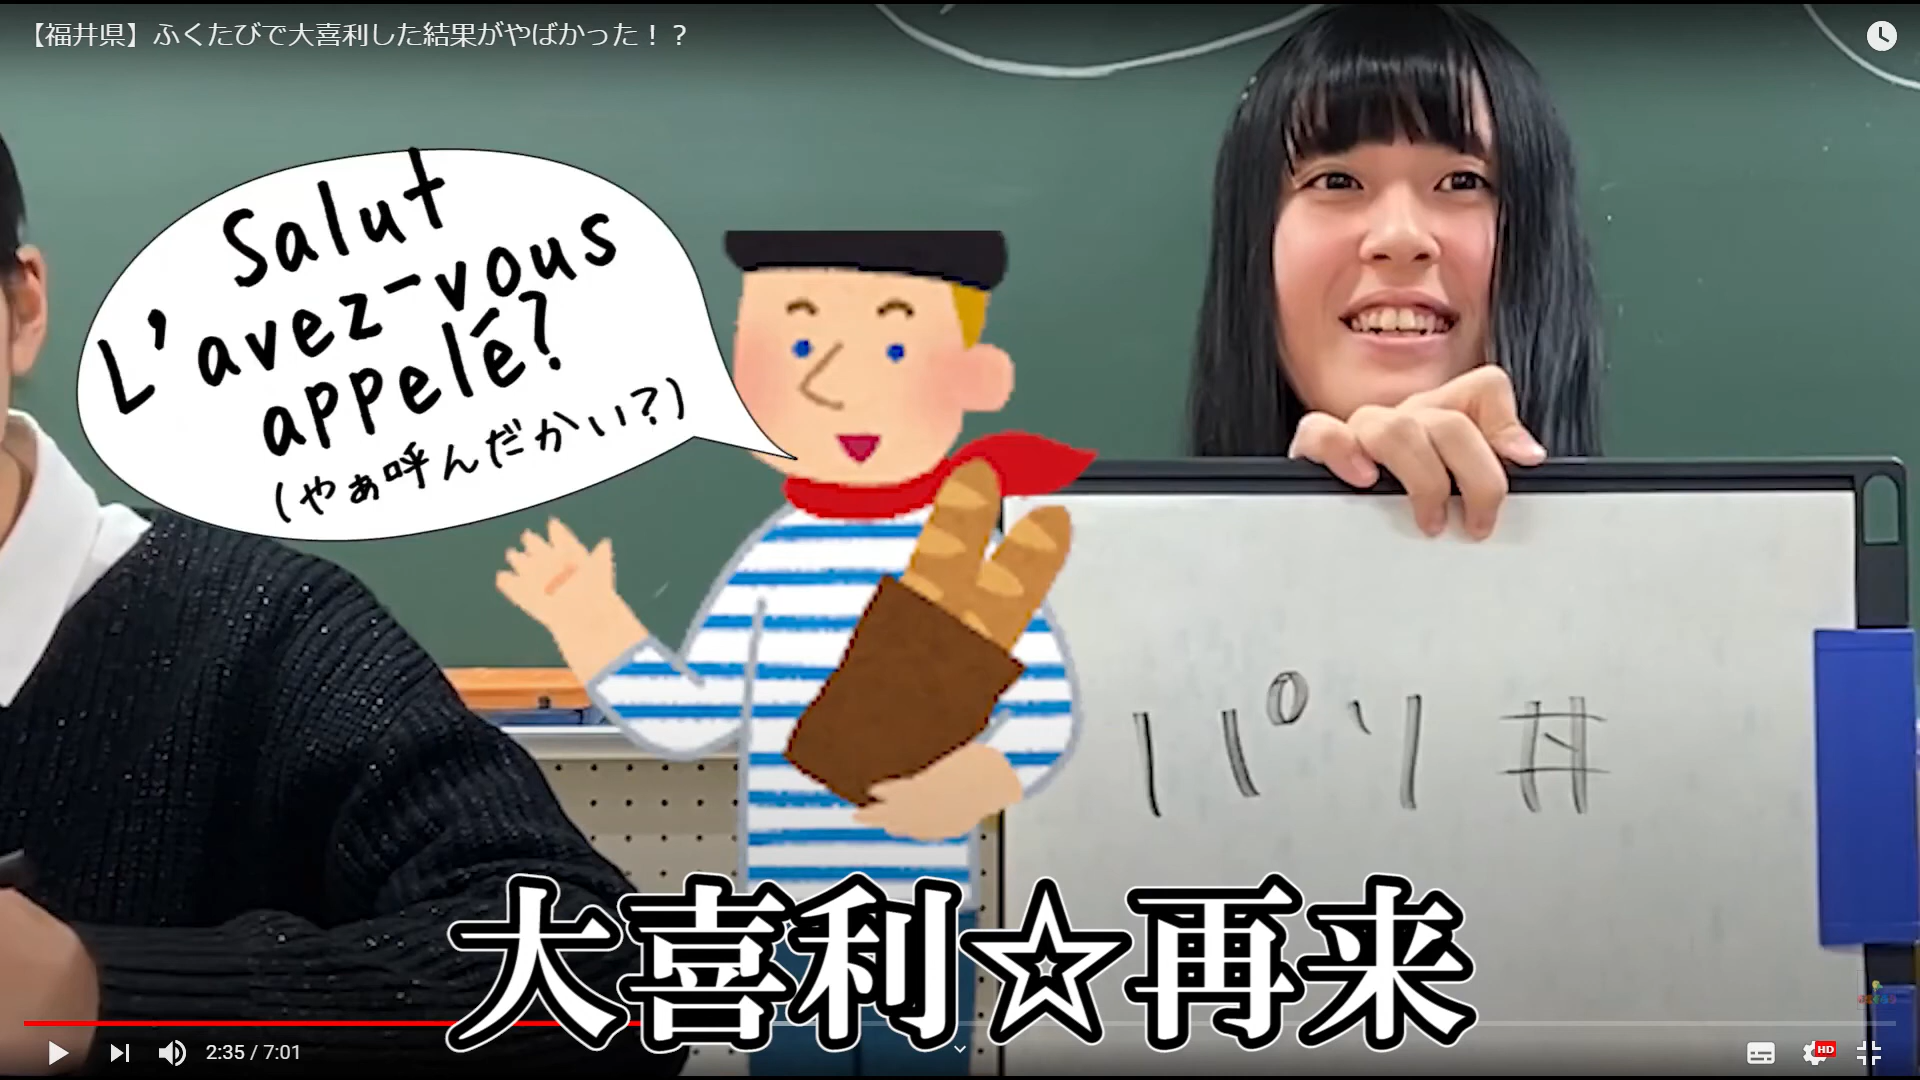 【福井県】ふくたびで大喜利した結果がやばかった！？
Salut
L'avez-vous
appelé?
(やぁ呼んだかい?)
パリ丼
大喜利☆再来
2:35 / 7:01
HD